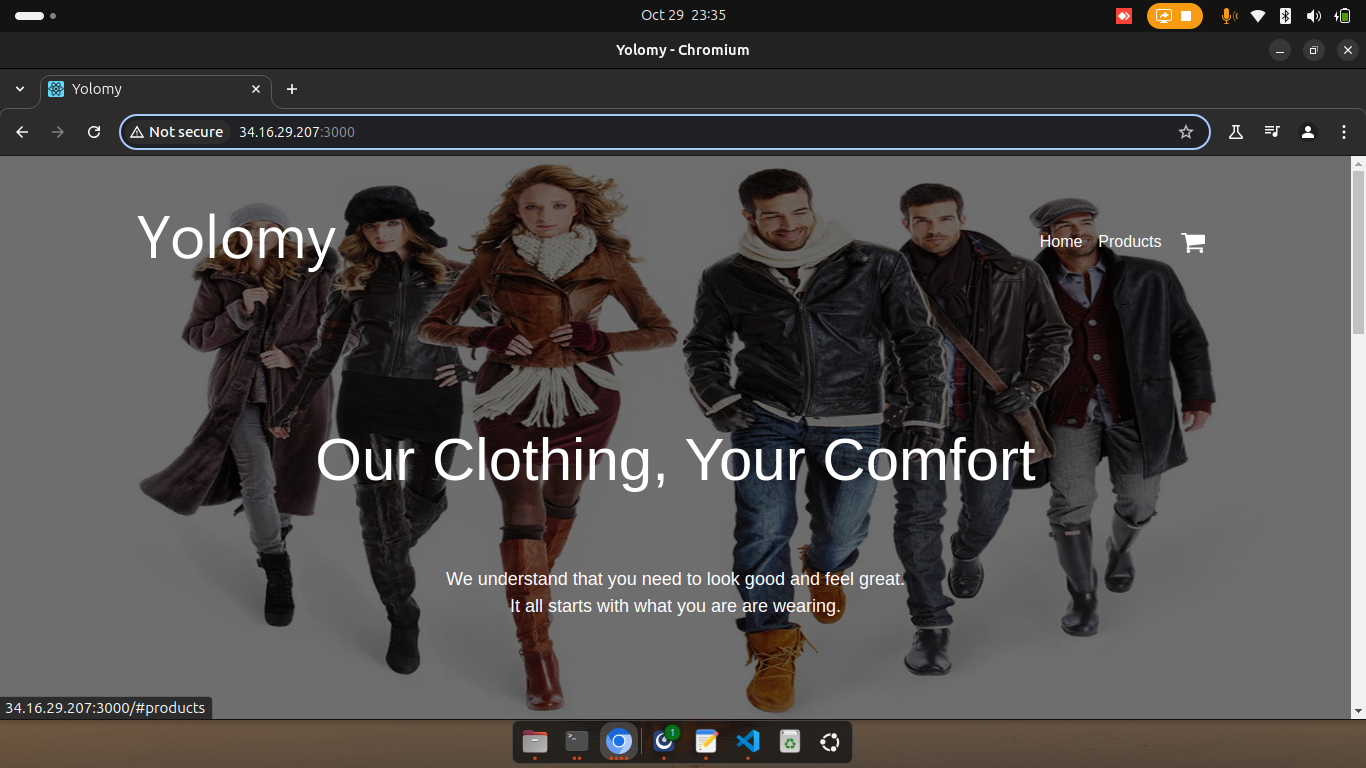 Oct 29 23:35
Yolomy - Chromium
Yolomy
Not secure 34.16.29.207:3000
Yolomy
Home Products
Our Clothing, Your Comfort
We understand that you need to look good and feel great.
It all starts with what you are are wearing.
34.16.29.207:3000/#products
1